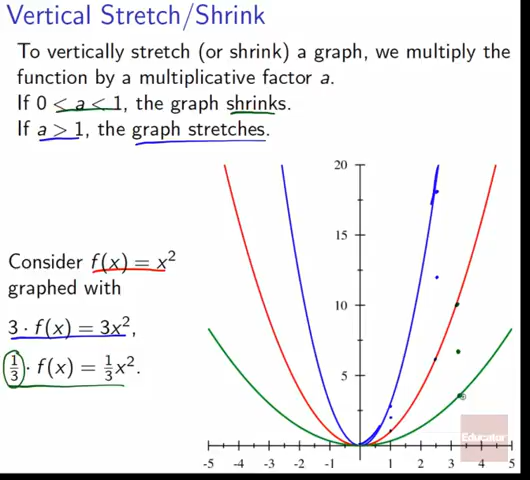 Vertical Stretch/Shrink
To vertically stretch (or shrink) a graph, we multiply the
function by a multiplicative factor a.
If 0 < a < 1, the graph shrinks.
If a > 1, the graph stretches.
Consider f(x) = x²
graphed with
3 · f(x) = 3x²,
1/3 · f(x) = 1/3x².
20
15
10
5
-5 -4 -3 -2 -1 1 2 3 4 5
Educator